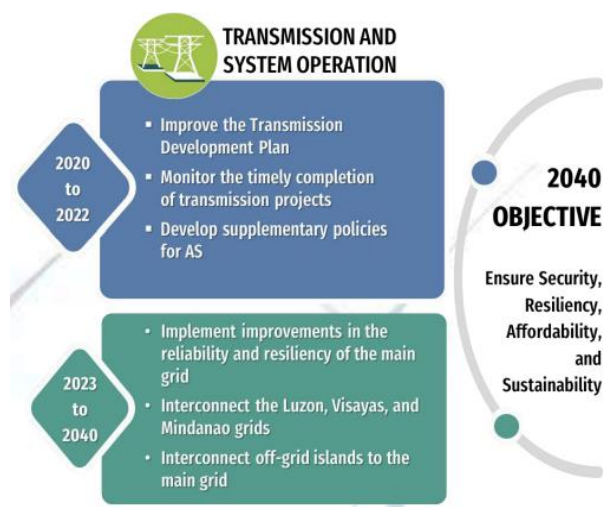 TRANSMISSION AND
SYSTEM OPERATION
2020
to
2022
▪ Improve the Transmission
Development Plan
▪ Monitor the timely completion
of transmission projects
▪ Develop supplementary policies
for AS
2023
to
2040
• Implement improvements in the
reliability and resiliency of the main
grid
• Interconnect the Luzon, Visayas, and
Mindanao grids
• Interconnect off-grid islands to the
main grid
2040
OBJECTIVE
Ensure Security,
Resiliency,
Affordability,
and
Sustainability